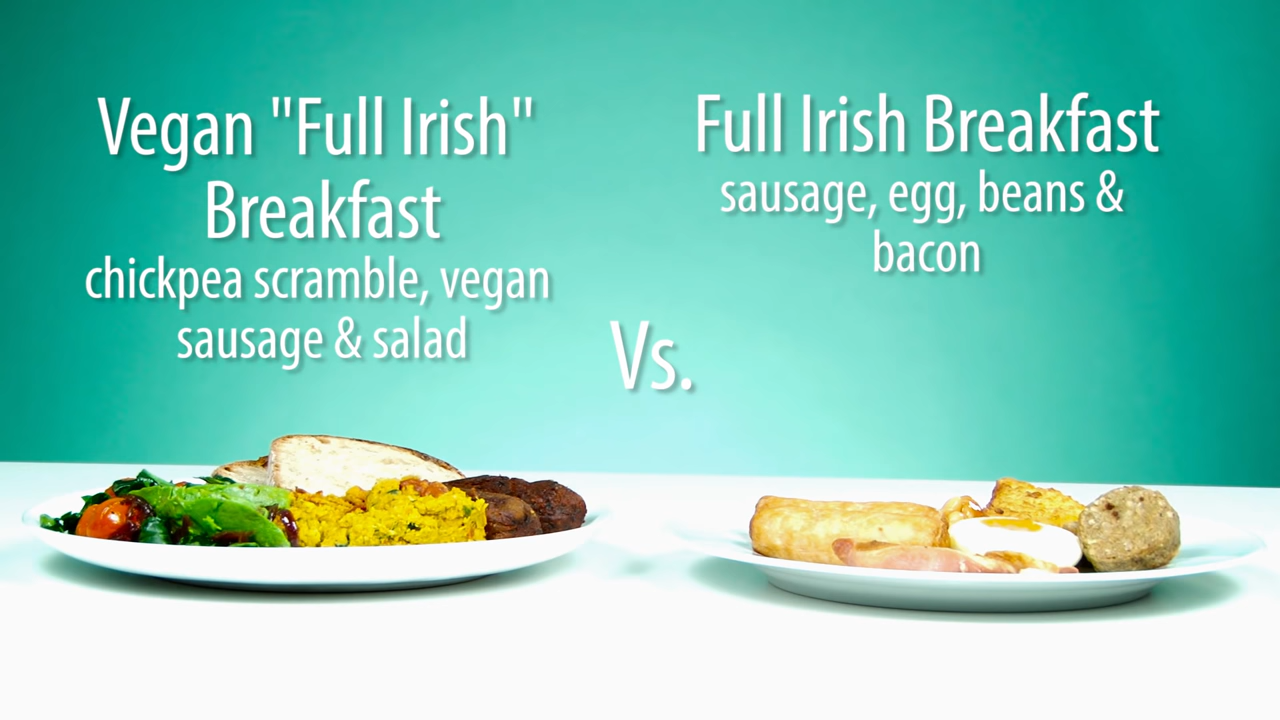 Vegan "Full Irish"
Breakfast
chickpea scramble, vegan
sausage & salad
Vs.
Full Irish Breakfast
sausage, egg, beans &
bacon